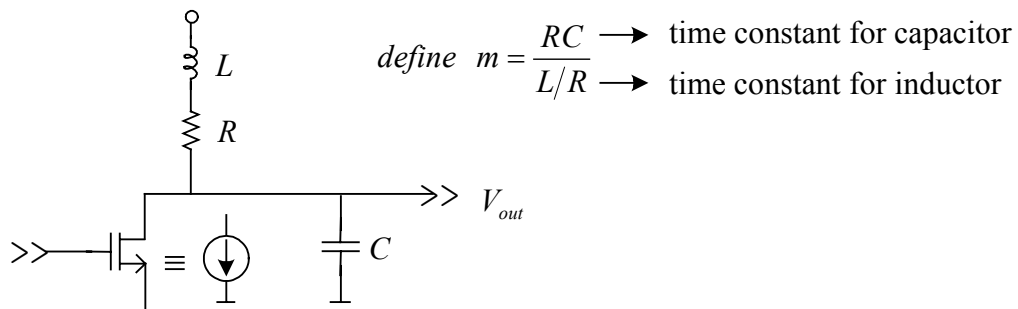 L
define m = RC / L/R
time constant for capacitor
time constant for inductor
R
V_out
C
≡